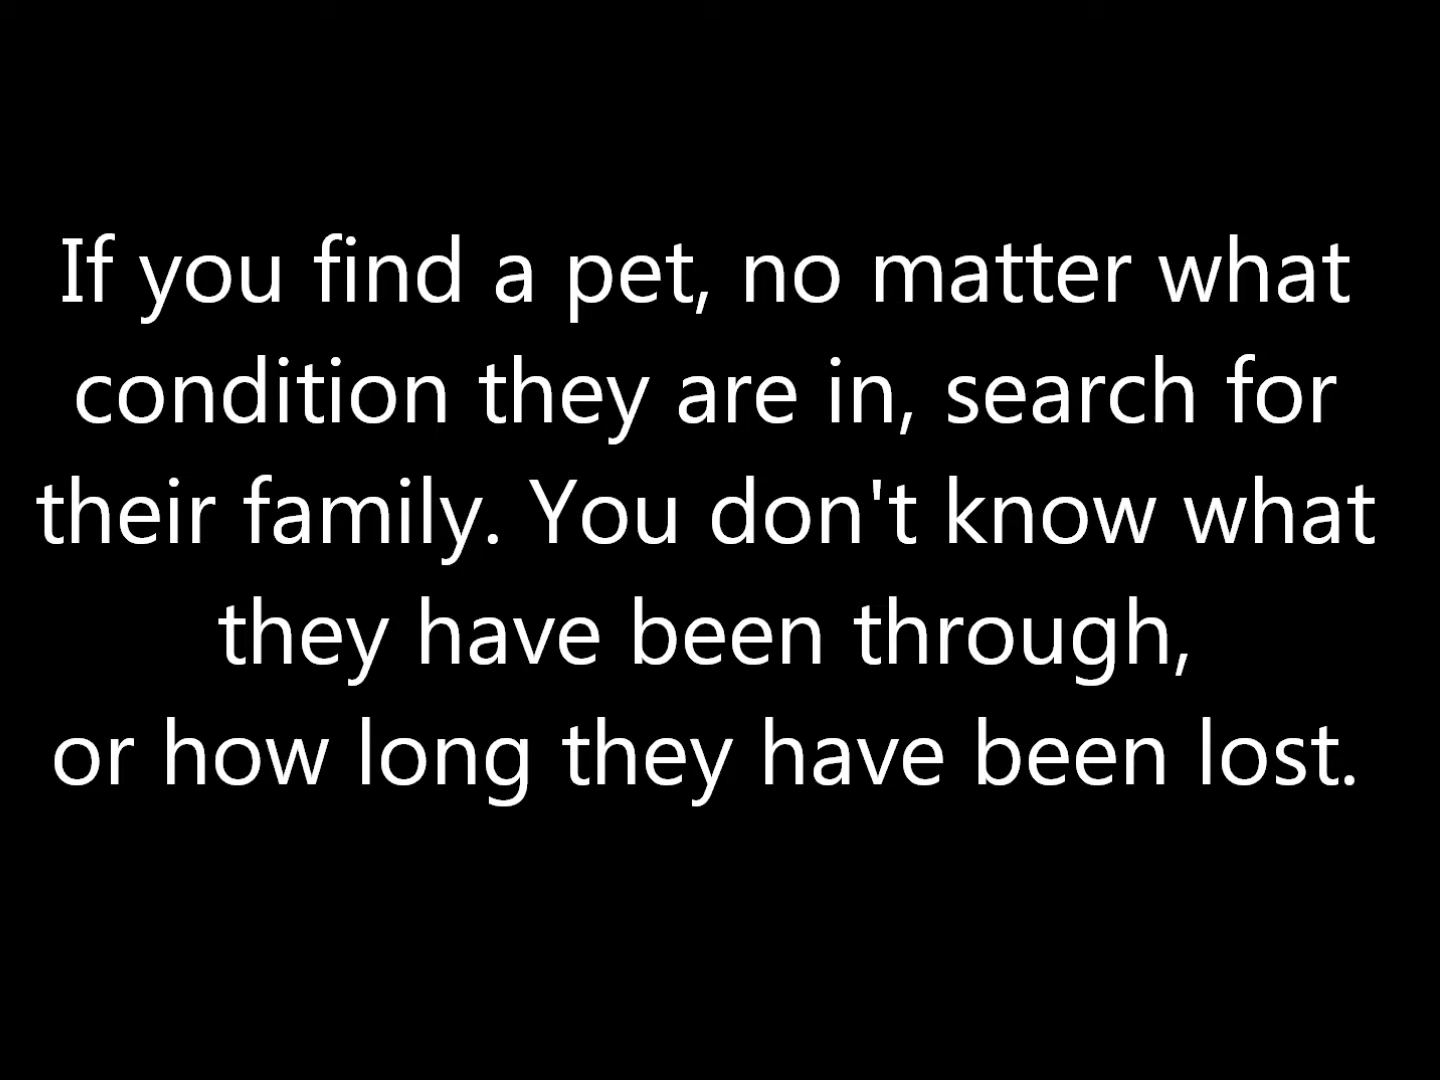 If you find a pet, no matter what
condition they are in, search for
their family. You don't know what
they have been through,
or how long they have been lost.